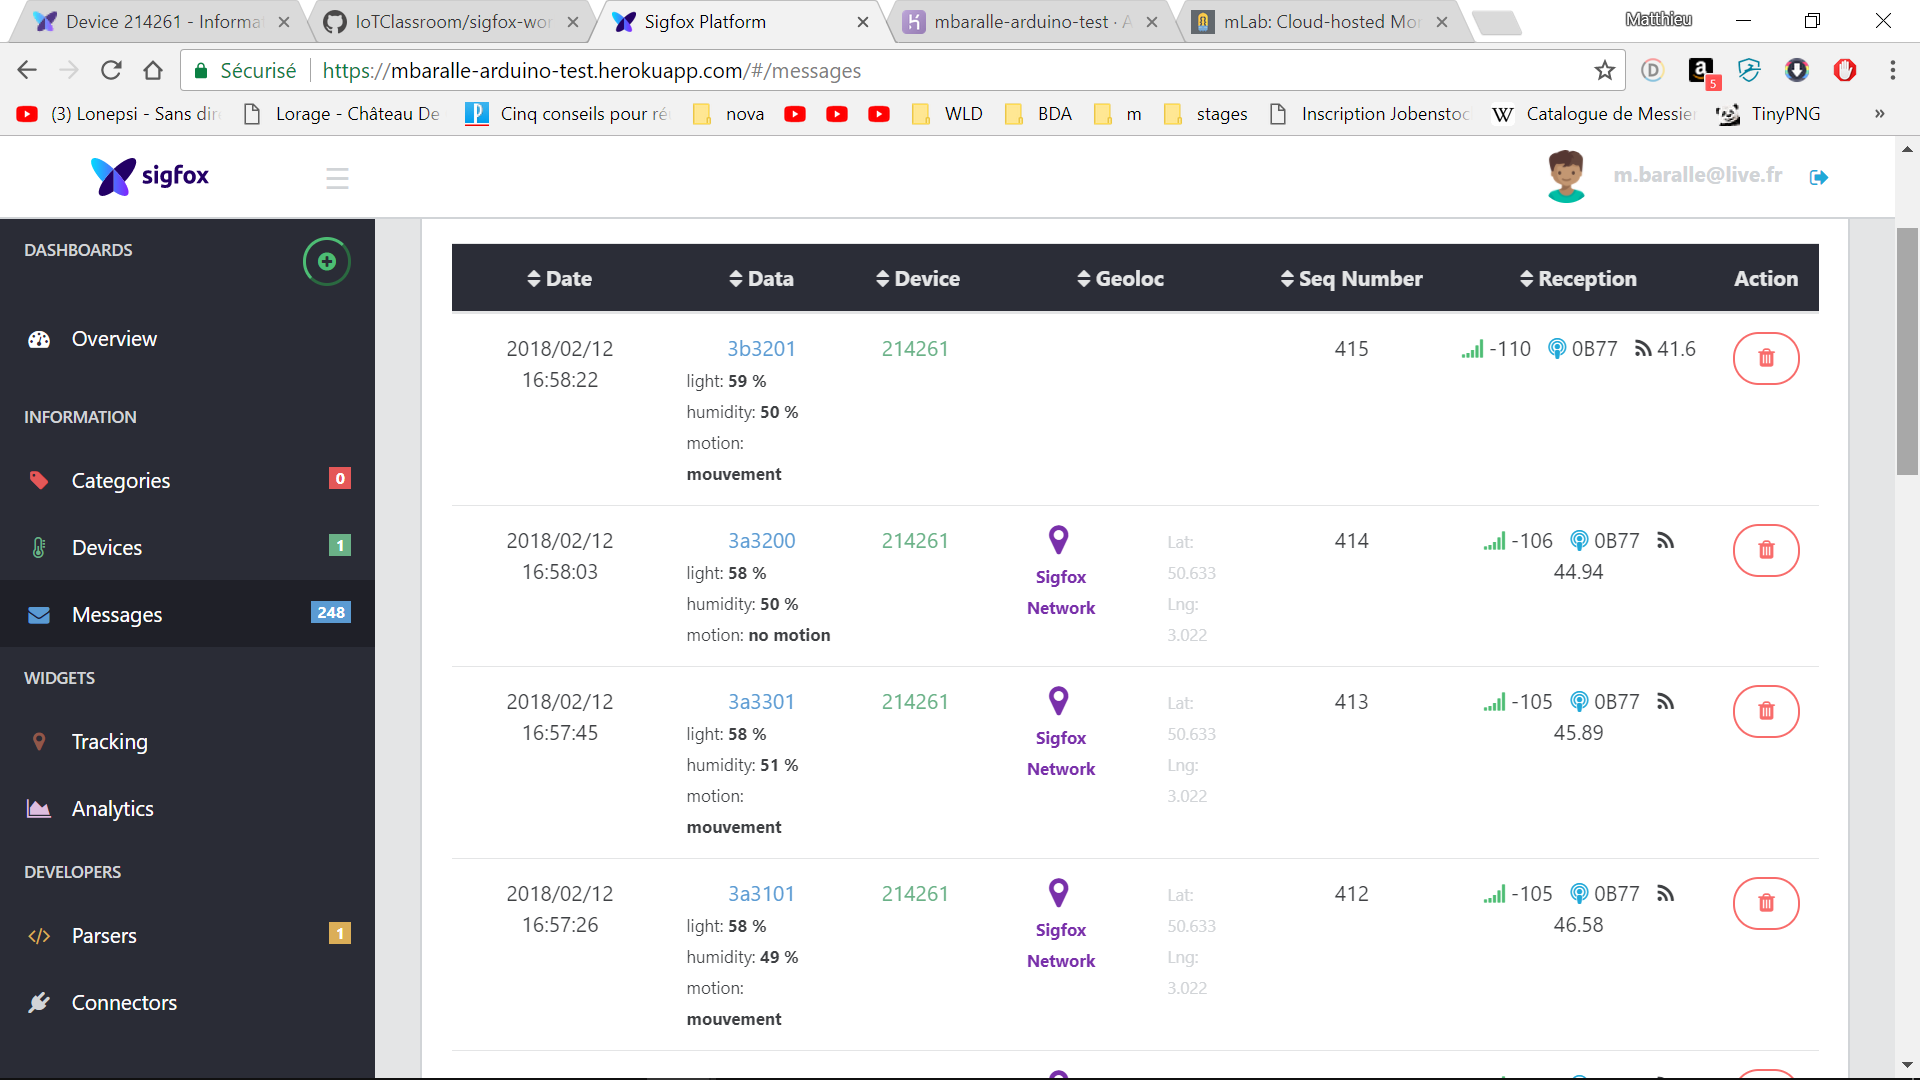 Device 214261 - Informat
IoTClassroom/sigfox-wor
Sigfox Platform
mbaralle-arduino-test · A
mLab: Cloud-hosted Mon
Matthieu
Sécurisé
https://mbaralle-arduino-test.herokuapp.com/#/messages
5
(3) Lonepsi - Sans dir
Lorage - Château De
Cinq conseils pour ré
nova
WLD
BDA
m
stages
Inscription Jobenstoc
Catalogue de Messier
TinyPNG
»
sigfox
m.baralle@live.fr
DASHBOARDS
Overview
INFORMATION
Categories 0
Devices 1
Messages 248
WIDGETS
Tracking
Analytics
DEVELOPERS
Parsers 1
Connectors
Date Data Device Geoloc Seq Number Reception Action
2018/02/12
16:58:22
3b3201
light: 59 %
humidity: 50 %
motion:
mouvement
214261
415
-110 0B77 41.6
2018/02/12
16:58:03
3a3200
light: 58 %
humidity: 50 %
motion: no motion
214261
Sigfox
Network
Lat:
50.633
Lng:
3.022
414
-106 0B77
44.94
2018/02/12
16:57:45
3a3301
light: 58 %
humidity: 51 %
motion:
mouvement
214261
Sigfox
Network
Lat:
50.633
Lng:
3.022
413
-105 0B77
45.89
2018/02/12
16:57:26
3a3101
light: 58 %
humidity: 49 %
motion:
mouvement
214261
Sigfox
Network
Lat:
50.633
Lng:
3.022
412
-105 0B77
46.58